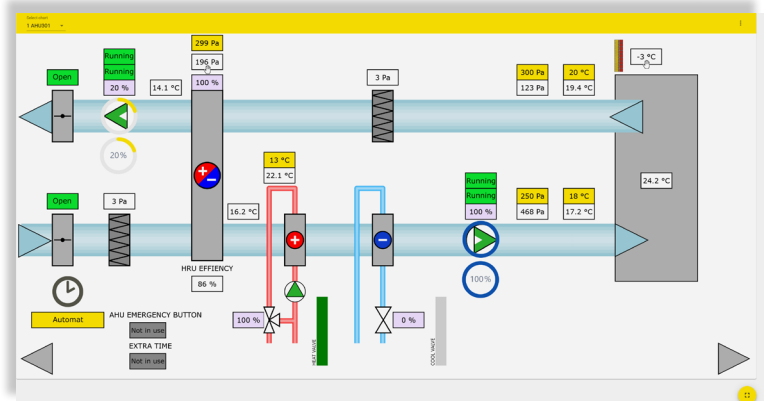 Select chart
1 AHU301
299 Pa
196 Pa
100 %
Running
Running
20 %
14.1 °C
Open
20%
3 Pa
300 Pa
123 Pa
20 °C
19.4 °C
-3 °C
24.2 °C
13 °C
22.1 °C
Open
3 Pa
16.2 °C
Running
Running
100 %
250 Pa
468 Pa
18 °C
17.2 °C
100%
HRU EFFIENCY
86 %
Automat
AHU EMERGENCY BUTTON
Not in use
EXTRA TIME
Not in use
100 %
HEAT VALVE
0 %
COOL VALVE